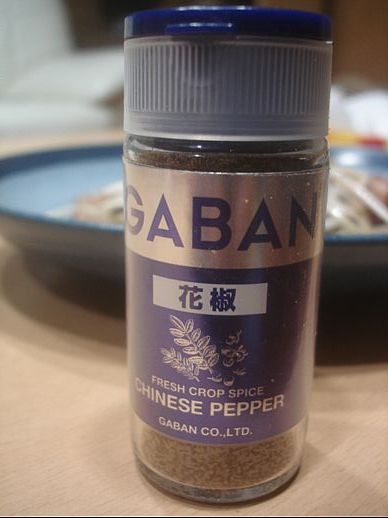 GABAN
花椒
FRESH CROP SPICE
CHINESE PEPPER
GABAN CO.,LTD.